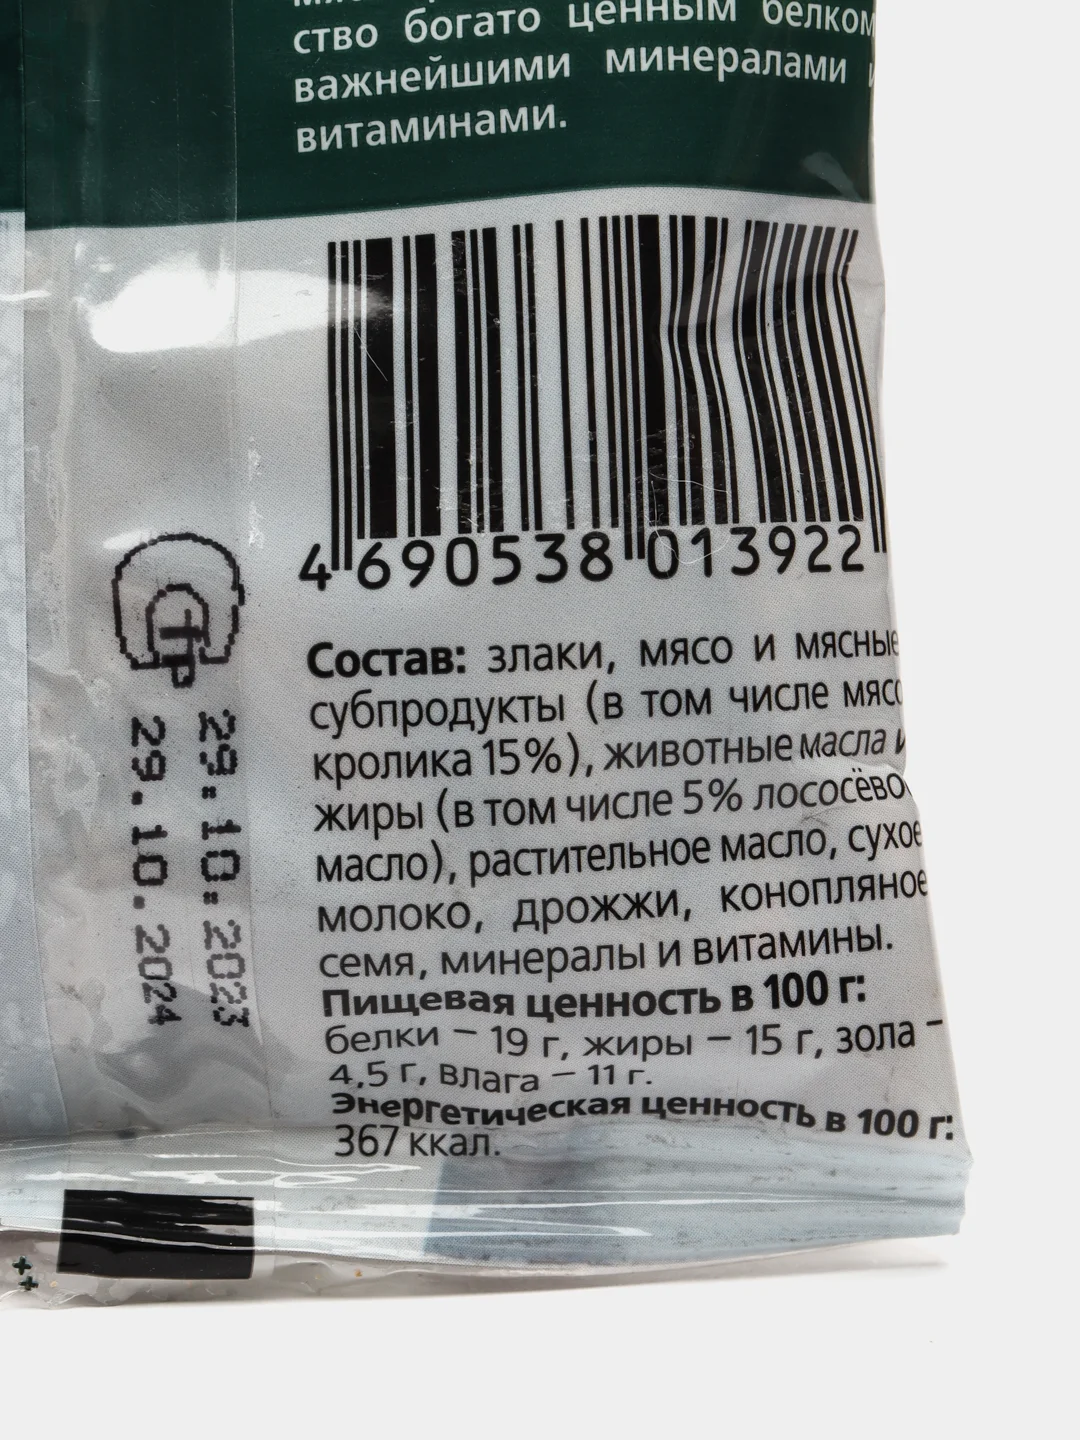 ство богато ценным белком
важнейшими минералами
витаминами.
4 690538 013922
29.10.2023
29.10.2024
Состав: злаки, мясо и мясные
субпродукты (в том числе
кролика 15%), животные масла
жиры (в том числе 5%
масло), растительное масло, сухое
молоко, дрожжи, конопляное
семя, минералы и витамины.
Пищевая ценность в 100 г:
белки – 19 г, жиры – 15 г, зола –
4,5 г, влага – 11 г.
Энергетическая ценность в 100 г:
367 ккал.